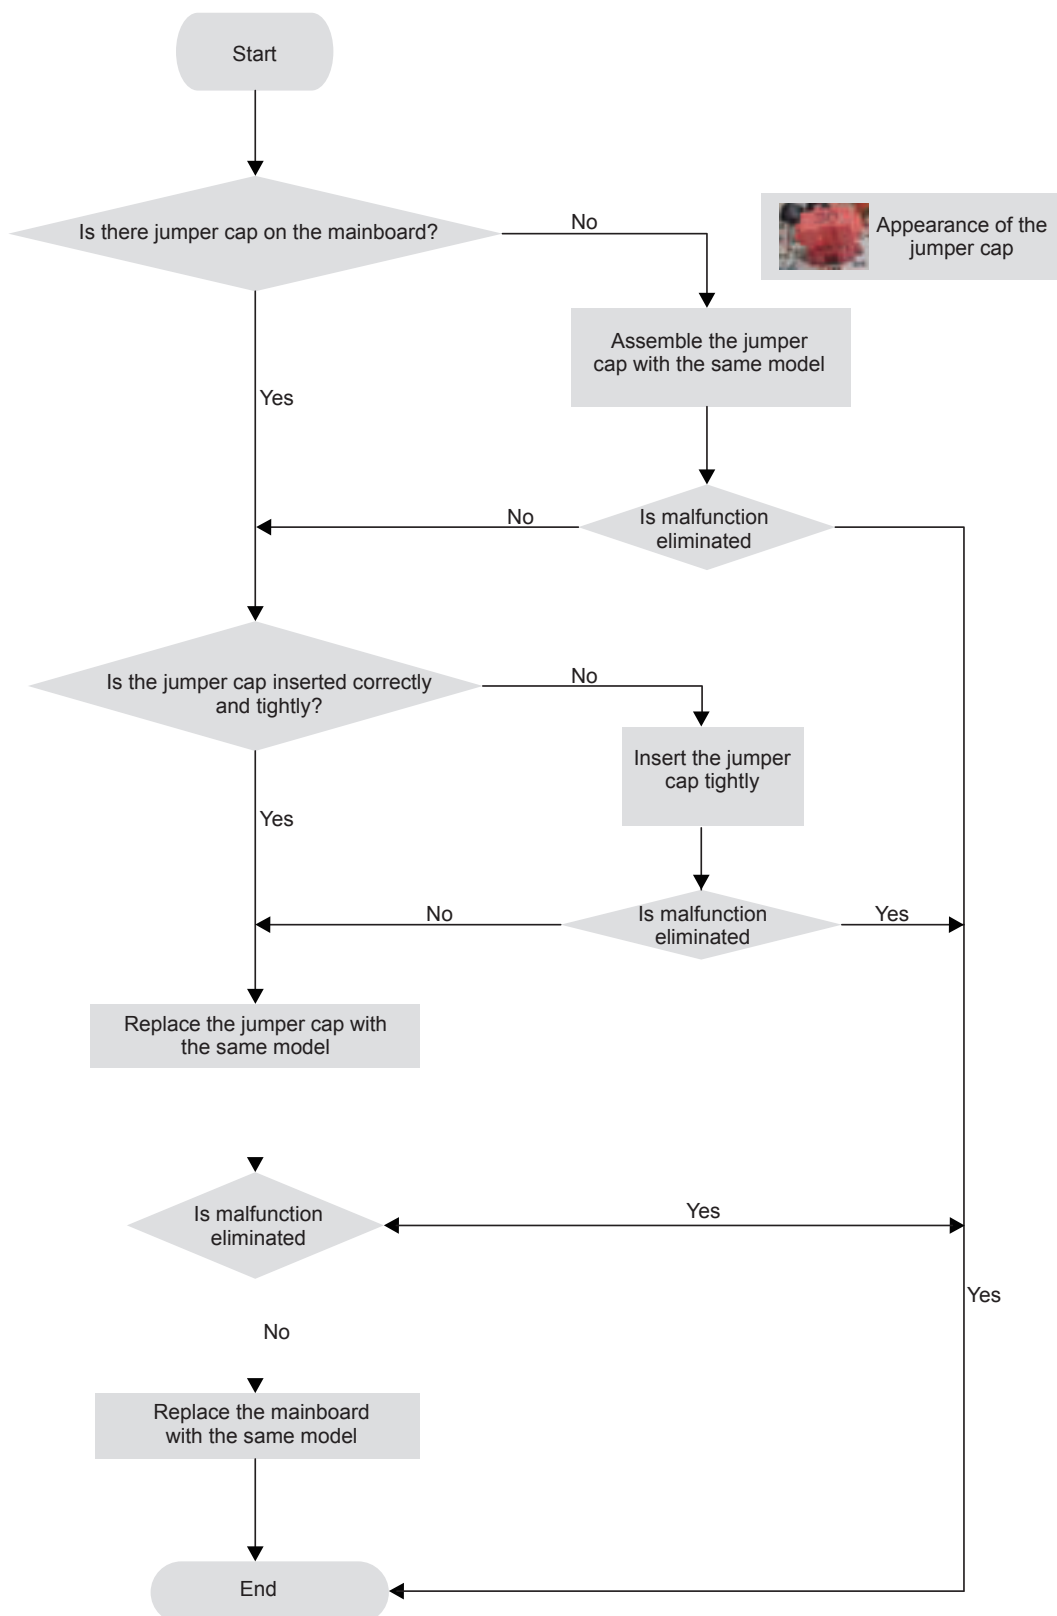 Start
Is there jumper cap on the mainboard?
No
Appearance of the
jumper cap
Assemble the jumper
cap with the same model
Yes
No
Is malfunction
eliminated
Is the jumper cap inserted correctly
and tightly?
No
Insert the jumper
cap tightly
Yes
No
Is malfunction
eliminated
Yes
Replace the jumper cap with
the same model
Is malfunction
eliminated
Yes
Yes
No
Replace the mainboard
with the same model
End